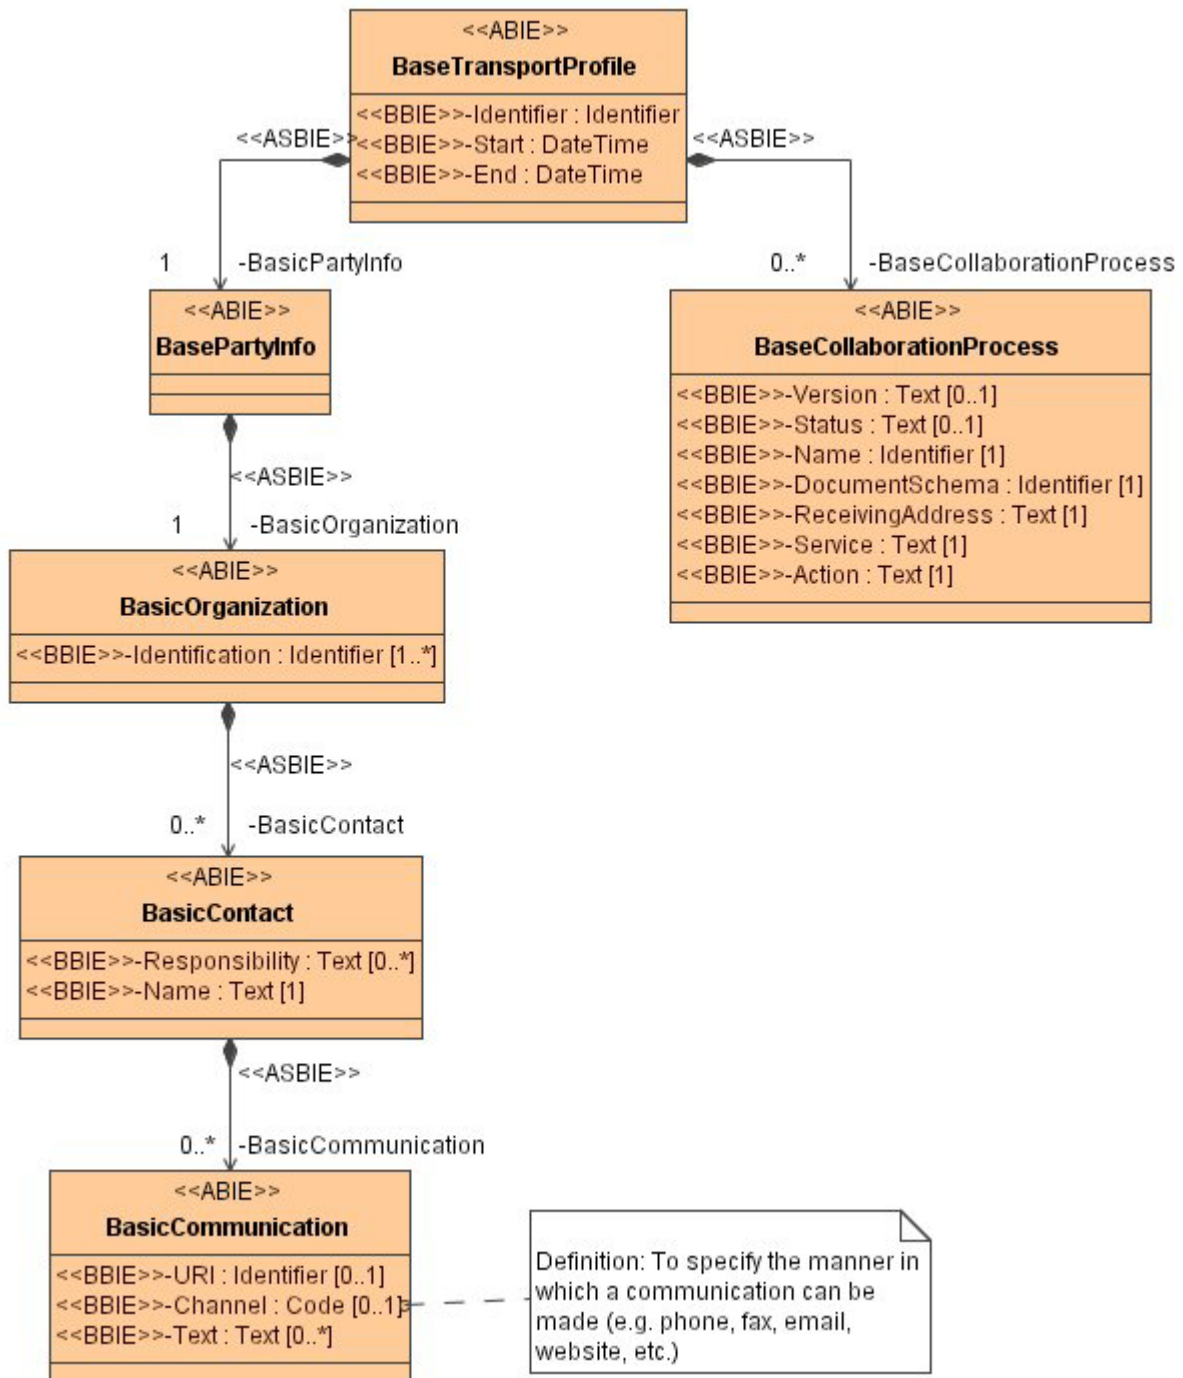 <<ABIE>>
BaseTransportProfile
<<BBIE>>-Identifier : Identifier
<<BBIE>>-Start : DateTime
<<BBIE>>-End : DateTime
<<ASBIE>>
<<ASBIE>>
1 -BasicPartyInfo
0..* -BaseCollaborationProcess
<<ABIE>>
BasePartyInfo
<<ABIE>>
BaseCollaborationProcess
<<BBIE>>-Version : Text [0..1]
<<BBIE>>-Status : Text [0..1]
<<BBIE>>-Name : Identifier [1]
<<BBIE>>-DocumentSchema : Identifier [1]
<<BBIE>>-ReceivingAddress : Text [1]
<<BBIE>>-Service : Text [1]
<<BBIE>>-Action : Text [1]
<<ASBIE>>
1 -BasicOrganization
<<ABIE>>
BasicOrganization
<<BBIE>>-Identification : Identifier [1..*]
<<ASBIE>>
0..* -BasicContact
<<ABIE>>
BasicContact
<<BBIE>>-Responsibility : Text [0..*]
<<BBIE>>-Name : Text [1]
<<ASBIE>>
0..* -BasicCommunication
<<ABIE>>
BasicCommunication
<<BBIE>>-URI : Identifier [0..1]
<<BBIE>>-Channel : Code [0..1]
<<BBIE>>-Text : Text [0..*]
Definition: To specify the manner in
which a communication can be
made (e.g. phone, fax, email,
website, etc.)